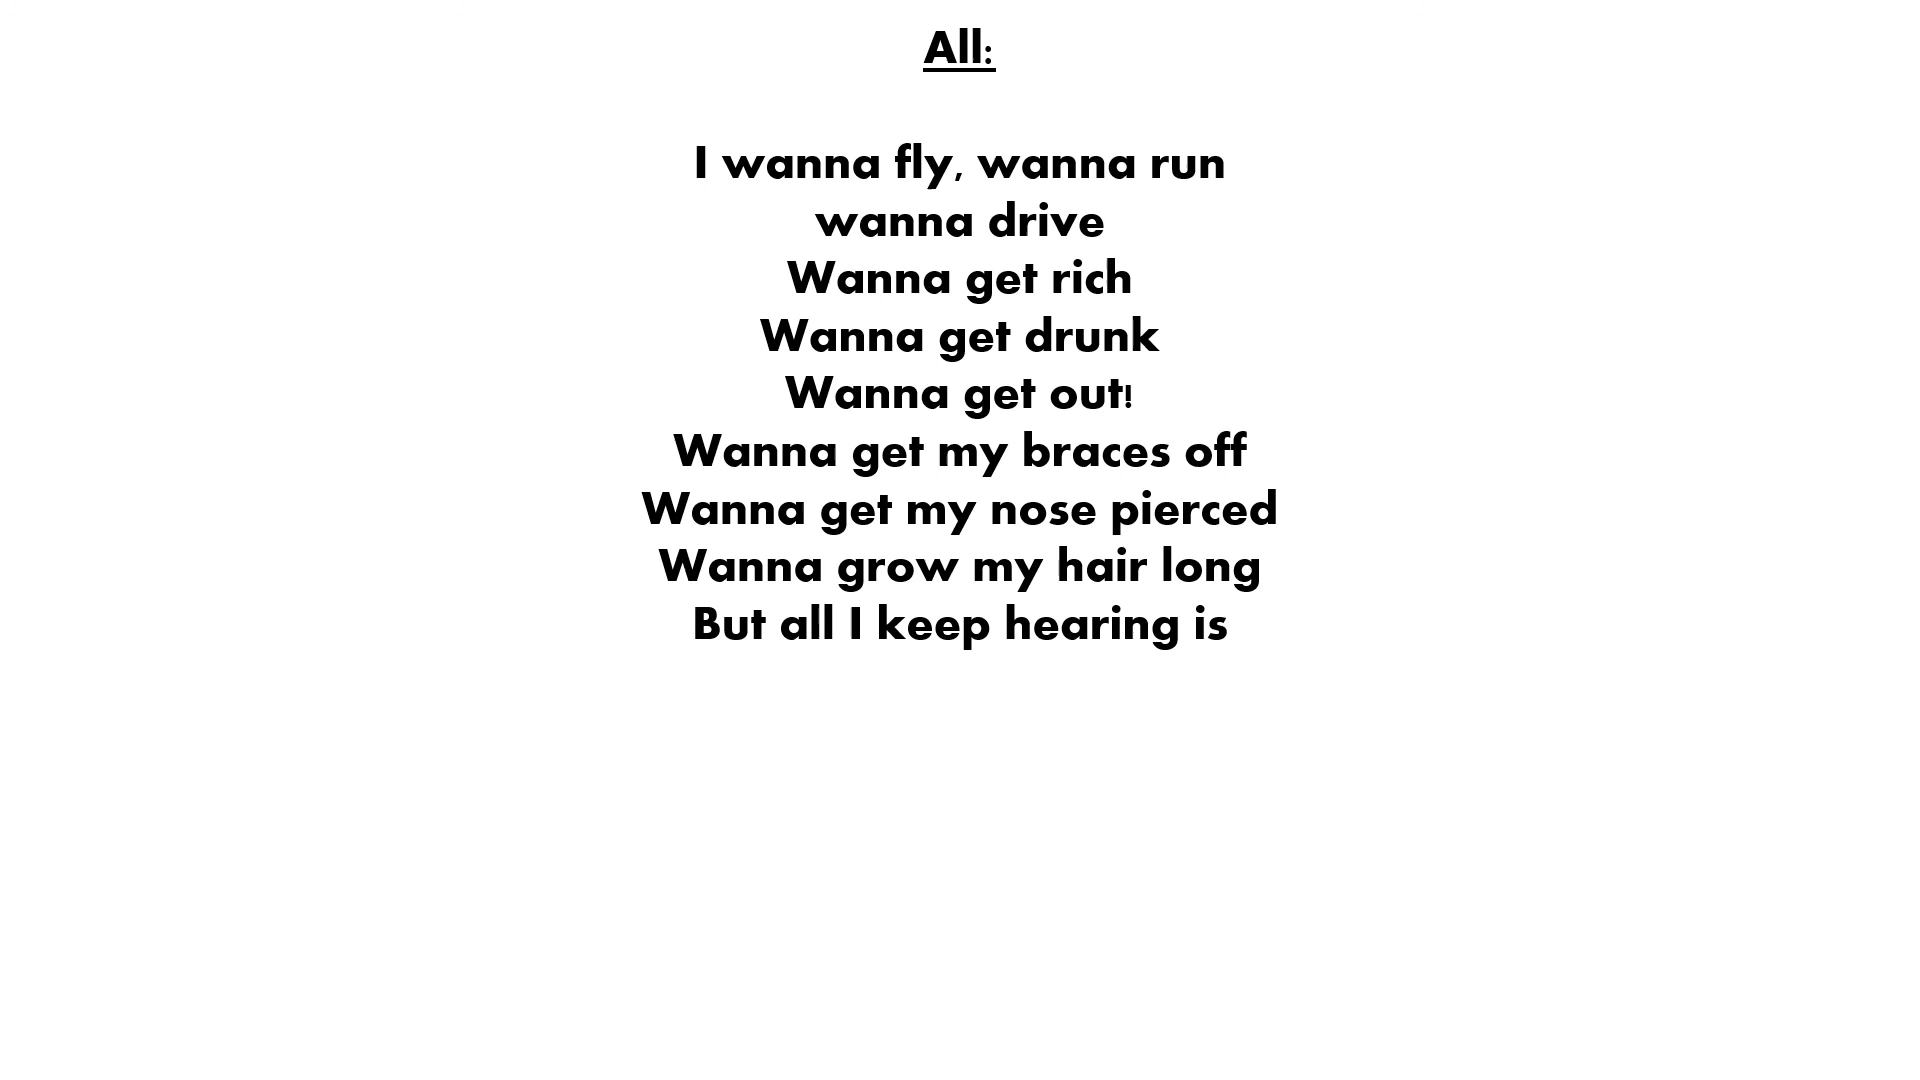 All:
I wanna fly, wanna run
wanna drive
Wanna get rich
Wanna get drunk
Wanna get out!
Wanna get my braces off
Wanna get my nose pierced
Wanna grow my hair long
But all I keep hearing is